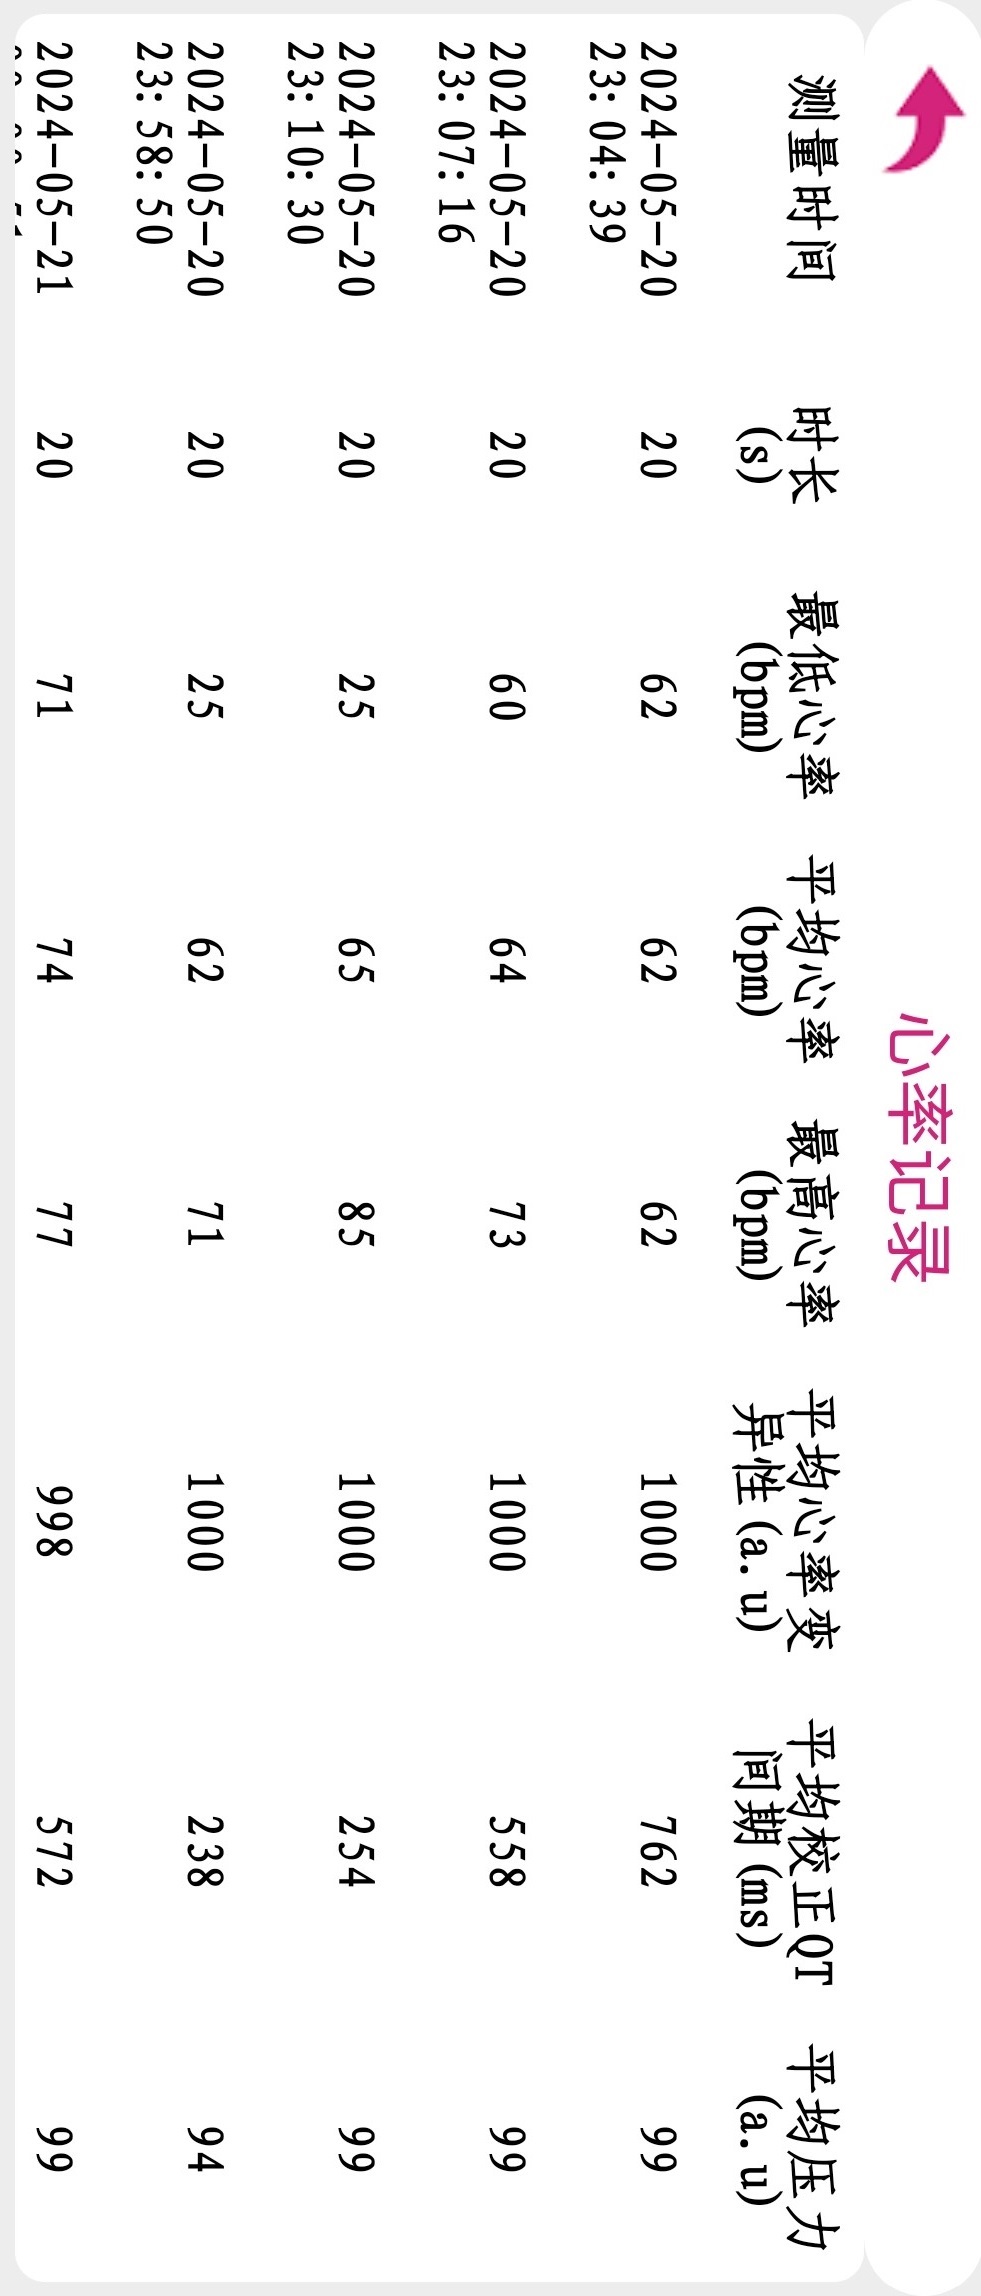 心率记录
测量时间 时长 最低心率 平均心率 最高心率 平均心率变 平均校正QT 平均压力
(s) (bpm) (bpm) (bpm) 异性(a.u) 间期(ms) (a.u)
2024-05-20 20 62 62 62 1000 762 99
23:04:39
2024-05-20 20 60 64 73 1000 558 99
23:07:16
2024-05-20 20 25 65 85 1000 254 99
23:10:30
2024-05-20 20 25 62 71 1000 238 94
23:58:50
2024-05-21 20 71 74 77 998 572 99